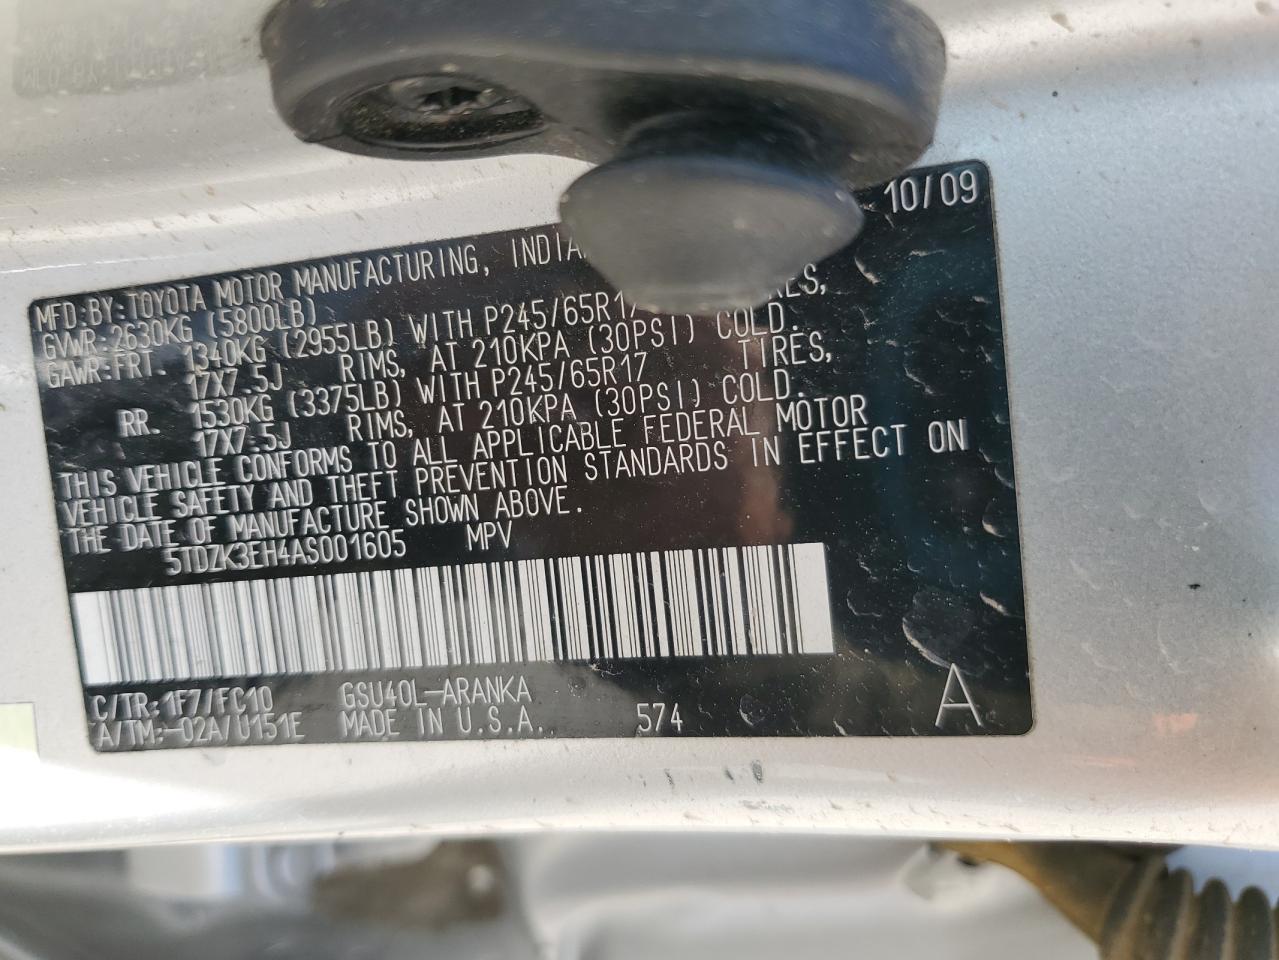 10/09
MFD.BY:TOYOTA MOTOR MANUFACTURING, INDIA
GVWR:2630KG (5800LB)
GAWR:FRT. 1340KG (2955LB) WITH P245/65R17
17X7.5J RIMS, AT 210KPA (30PSI) COLD.
RR. 1530KG (3375LB) WITH P245/65R17 TIRES,
17X7.5J RIMS, AT 210KPA (30PSI) COLD.
THIS VEHICLE CONFORMS TO ALL APPLICABLE FEDERAL MOTOR
VEHICLE SAFETY AND THEFT PREVENTION STANDARDS IN EFFECT ON
THE DATE OF MANUFACTURE SHOWN ABOVE.
5TDZK3EH4AS001605 MPV
C/TR:1F7/FC10 GSU40L-ARANKA
A/TM:-02A/U151E MADE IN U.S.A. 574 A